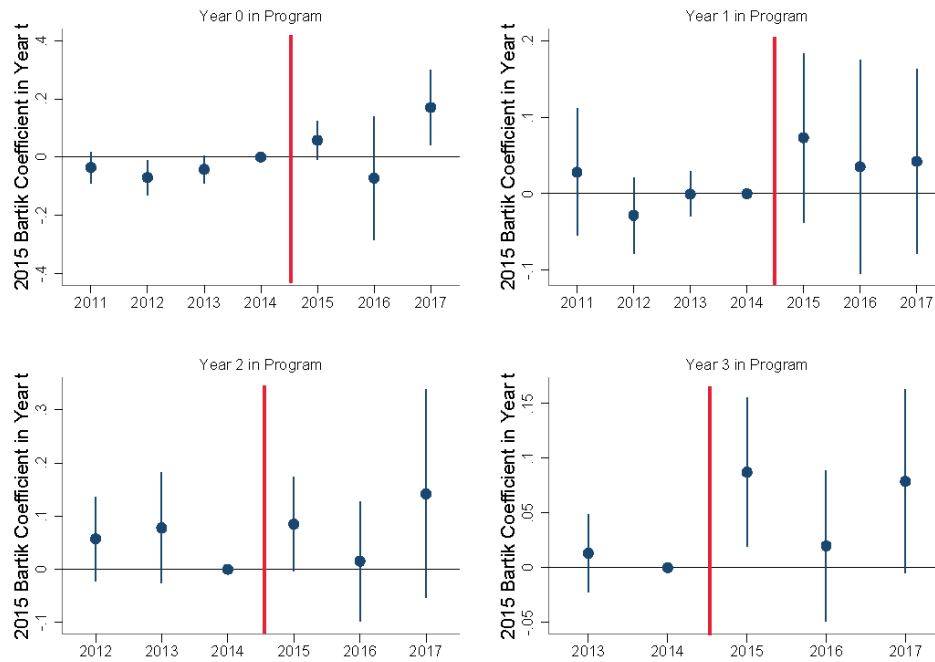 Year 0 in Program
2015 Bartik Coefficient in Year t
.4
.2
0
-.2
-.4
2011 2012 2013 2014 2015 2016 2017
Year 1 in Program
2015 Bartik Coefficient in Year t
.2
.1
0
-.1
2011 2012 2013 2014 2015 2016 2017
Year 2 in Program
2015 Bartik Coefficient in Year t
.3
.2
.1
0
-.1
2012 2013 2014 2015 2016 2017
Year 3 in Program
2015 Bartik Coefficient in Year t
.15
.1
.05
0
-.05
2013 2014 2015 2016 2017